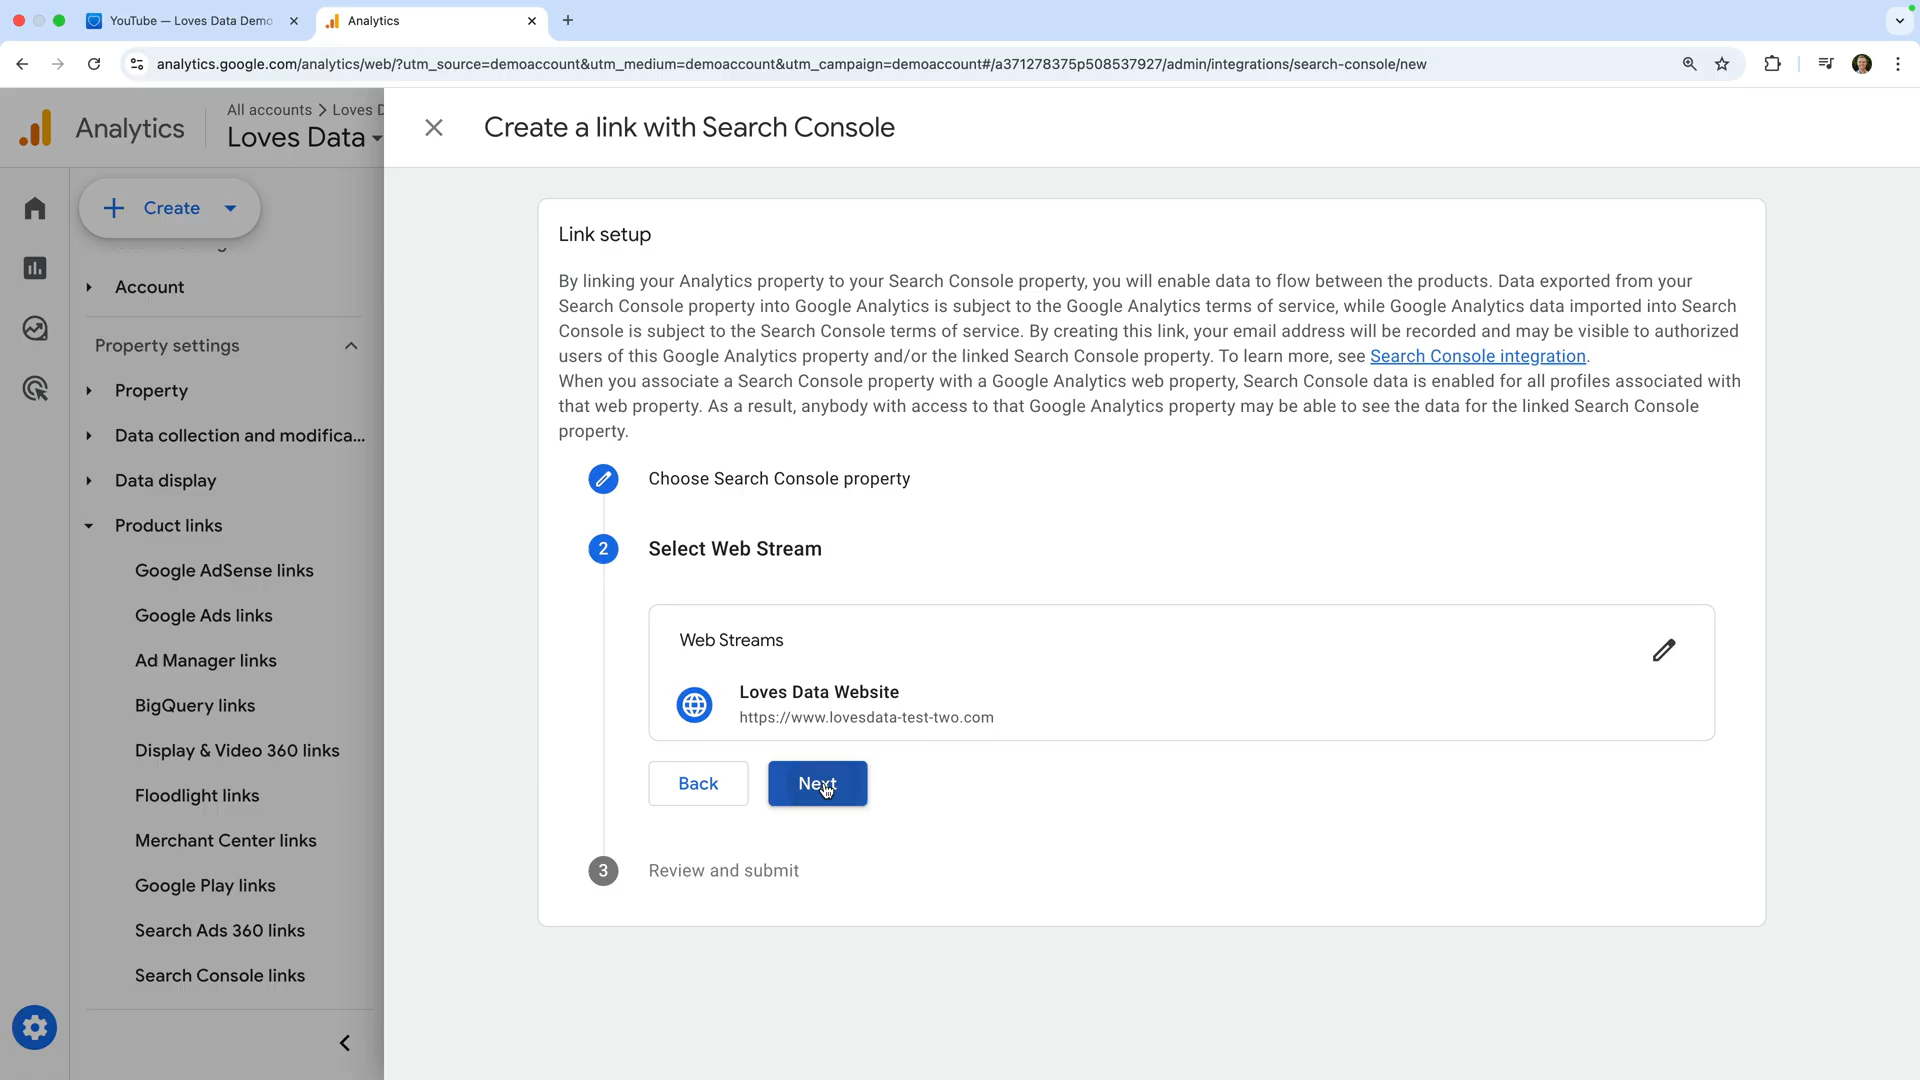 YouTube — Loves Data Demo
Analytics
analytics.google.com/analytics/web/?utm_source=demoaccount&utm_medium=demoaccount&utm_campaign=demoaccount#/a371278375p508537927/admin/integrations/search-console/new
Analytics
All accounts > Loves D
Loves Data
Create a link with Search Console
Create
Account
Property settings
Property
Data collection and modifica...
Data display
Product links
Google AdSense links
Google Ads links
Ad Manager links
BigQuery links
Display & Video 360 links
Floodlight links
Merchant Center links
Google Play links
Search Ads 360 links
Search Console links
Link setup
By linking your Analytics property to your Search Console property, you will enable data to flow between the products. Data exported from your
Search Console property into Google Analytics is subject to the Google Analytics terms of service, while Google Analytics data imported into Search
Console is subject to the Search Console terms of service. By creating this link, your email address will be recorded and may be visible to authorized
users of this Google Analytics property and/or the linked Search Console property. To learn more, see Search Console integration.
When you associate a Search Console property with a Google Analytics web property, Search Console data is enabled for all profiles associated with
that web property. As a result, anybody with access to that Google Analytics property may be able to see the data for the linked Search Console
property.
Choose Search Console property
2 Select Web Stream
Web Streams
Loves Data Website
https://www.lovesdata-test-two.com
Back
Next
3 Review and submit